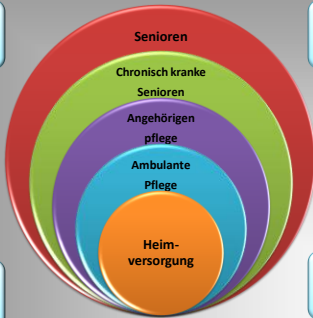 Senioren
Chronisch kranke
Senioren
Angehörigen
pflege
Ambulante
Pflege
Heim-
versorgung